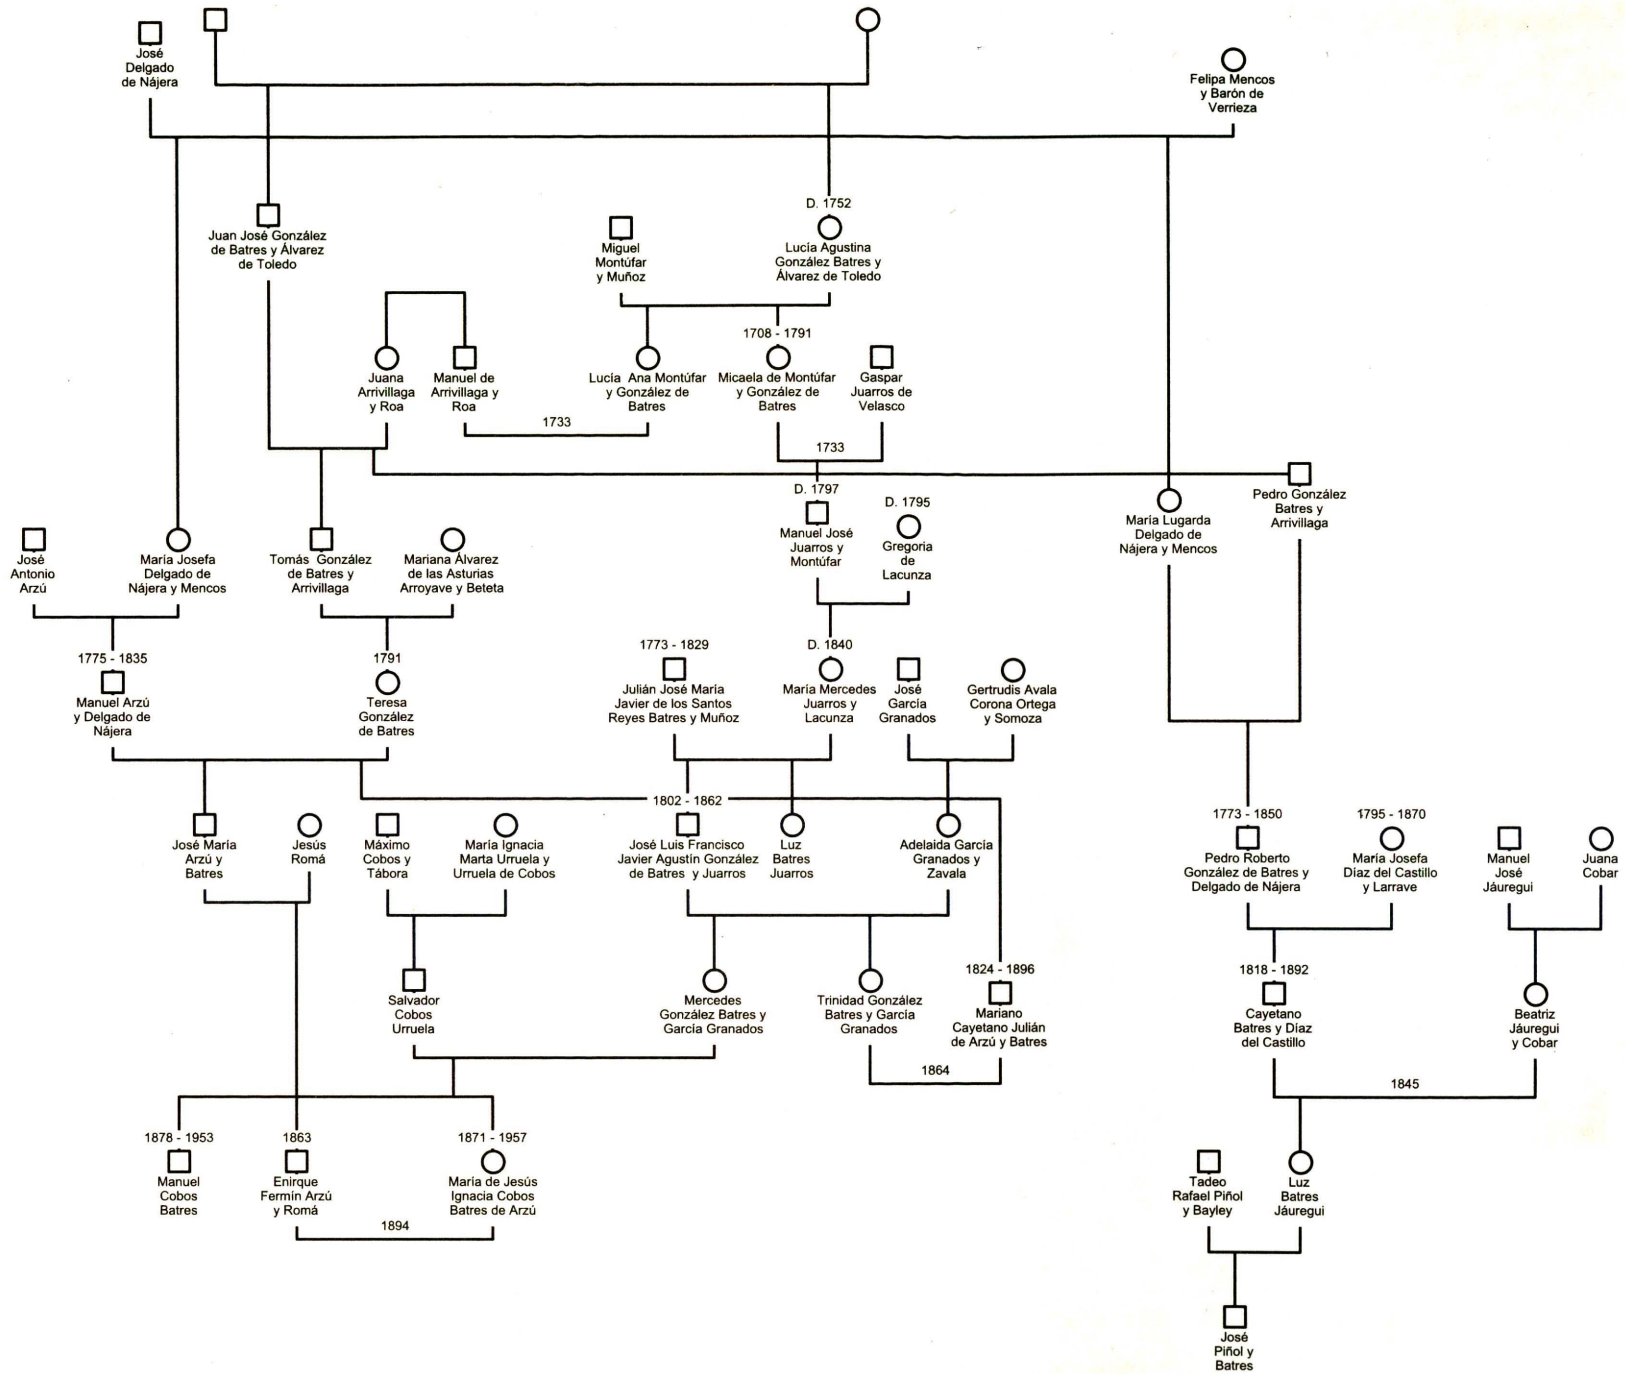 José
Delgado
de Nájera
Felipa Mencos
y Barón de
Verrieza
Juan José González
de Batres y Álvarez
de Toledo
Miguel
Montúfar
y Muñoz
D. 1752
Lucía Agustina
González Batres y
Álvarez de Toledo
Juana
Arrivillaga
y Roa
Manuel de
Arrivillaga y
Roa
Lucía Ana Montúfar
y González de
Batres
1708 - 1791
Micaela de Montúfar
y González de
Batres
Gaspar
Juarros de
Velasco
1733
1733
José
Antonio
Arzú
María Josefa
Delgado de
Nájera y Mencos
Tomás González
de Batres y
Arrivillaga
Mariana Álvarez
de las Asturias
Arroyave y Beteta
D. 1797
Manuel José
Juarros y
Montúfar
D. 1795
Gregoria
de
Lacunza
María Lugarda
Delgado de
Nájera y Mencos
Pedro González
Batres y
Arrivillaga
1775 - 1835
Manuel Arzú
y Delgado de
Nájera
1791
Teresa
González
de Batres
1773 - 1829
Julián José María
Javier de los Santos
Reyes Batres y Muñoz
D. 1840
María Mercedes
Juarros y
Lacunza
José
García
Granados
Gertrudis Avala
Corona Ortega
y Somoza
José María
Arzú y
Batres
Jesús
Romá
Máximo
Cobos y
Tábora
María Ignacia
Marta Urruela y
Urruela de Cobos
1802 - 1862
José Luis Francisco
Javier Agustín González
de Batres y Juarros
Luz
Batres
Juarros
Adelaida García
Granados y
Zavala
1773 - 1850
Pedro Roberto
González de Batres y
Delgado de Nájera
1795 - 1870
María Josefa
Díaz del Castillo
y Larrave
Manuel
José
Jáuregui
Juana
Cobar
Salvador
Cobos
Urruela
Mercedes
González Batres y
García Granados
Trinidad González
Batres y García
Granados
1824 - 1896
Mariano
Cayetano Julián
de Arzú y Batres
1864
1818 - 1892
Cayetano
Batres y Díaz
del Castillo
Beatriz
Jáuregui
y Cobar
1845
1878 - 1953
Manuel
Cobos
Batres
1863
Enirque
Fermín Arzú
y Romá
1871 - 1957
María de Jesús
Ignacia Cobos
Batres de Arzú
1894
Tadeo
Rafael Piñol
y Bayley
Luz
Batres
Jáuregui
José
Piñol y
Batres